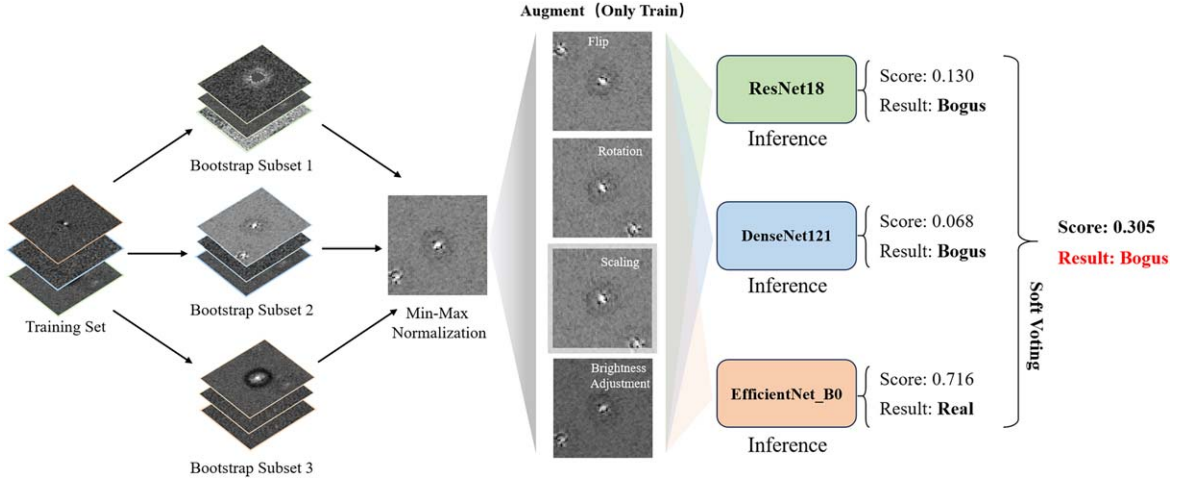 Augment（Only Train）
Bootstrap Subset 1
Training Set
Bootstrap Subset 2
Bootstrap Subset 3
Min-Max
Normalization
Flip
Rotation
Scaling
Brightness
Adjustment
ResNet18
Inference
Score: 0.130
Result: Bogus
DenseNet121
Inference
Score: 0.068
Result: Bogus
EfficientNet_B0
Inference
Score: 0.716
Result: Real
Soft Voting
Score: 0.305
Result: Bogus